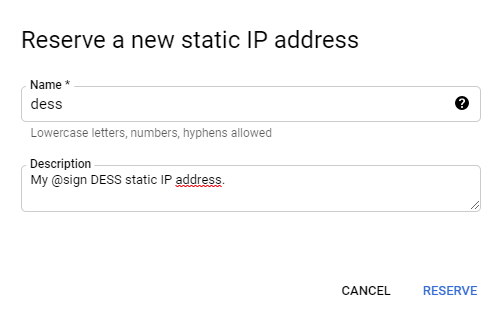 Reserve a new static IP address
Name *
dess
Lowercase letters, numbers, hyphens allowed
Description
My @sign DESS static IP address.
CANCEL RESERVE